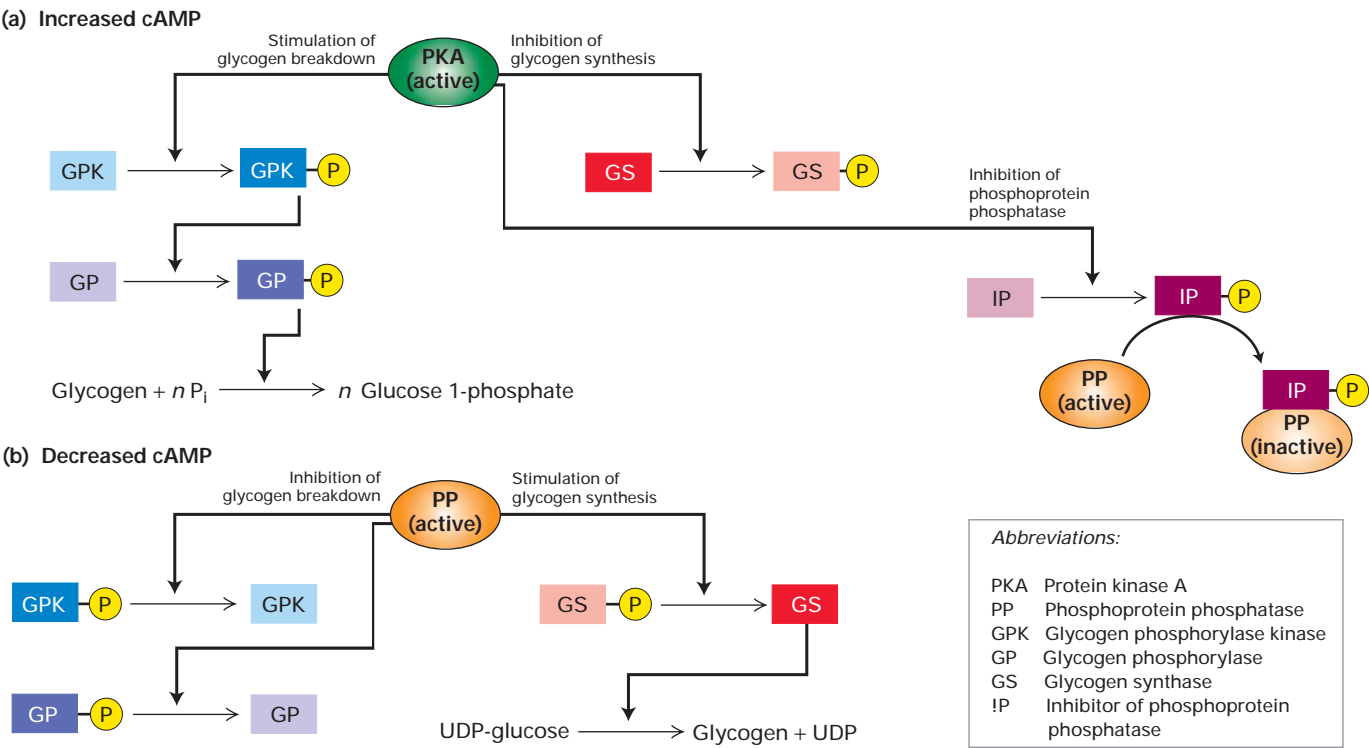 (a) Increased cAMP
Stimulation of
glycogen breakdown
PKA
(active)
Inhibition of
glycogen synthesis
GPK
GPK
P
GS
GS
P
Inhibition of
phosphoprotein
phosphatase
GP
GP
P
IP
IP
P
Glycogen + n Pi
n Glucose 1-phosphate
PP
(active)
IP
P
PP
(inactive)
(b) Decreased cAMP
Inhibition of
glycogen breakdown
PP
(active)
Stimulation of
glycogen synthesis
GPK
P
GPK
GS
P
GS
GP
P
GP
UDP-glucose
Glycogen + UDP
Abbreviations:
PKA Protein kinase A
PP Phosphoprotein phosphatase
GPK Glycogen phosphorylase kinase
GP Glycogen phosphorylase
GS Glycogen synthase
!P Inhibitor of phosphoprotein
phosphatase